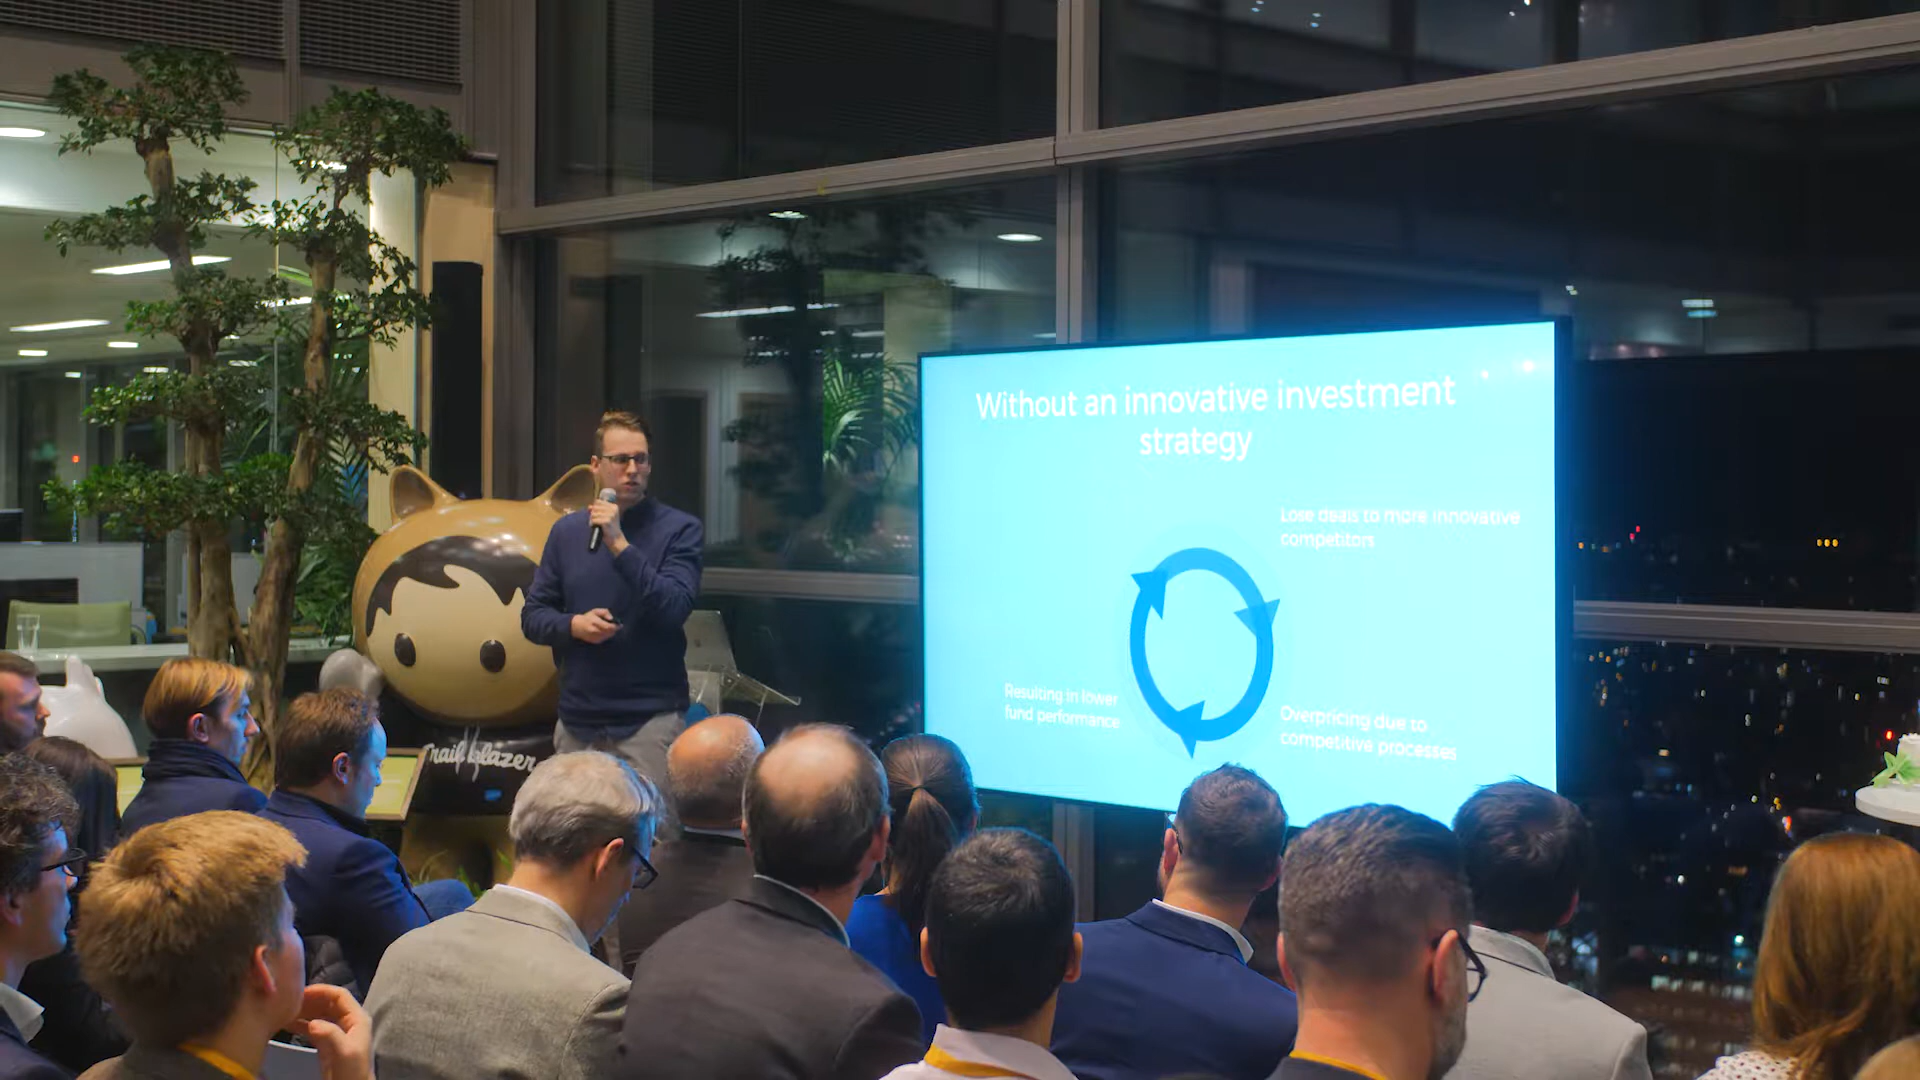 Without an innovative investment
strategy
Lose deals to more innovative
competitors
Resulting in lower
fund performance
Overpricing due to
competitive processes
Trailblazer